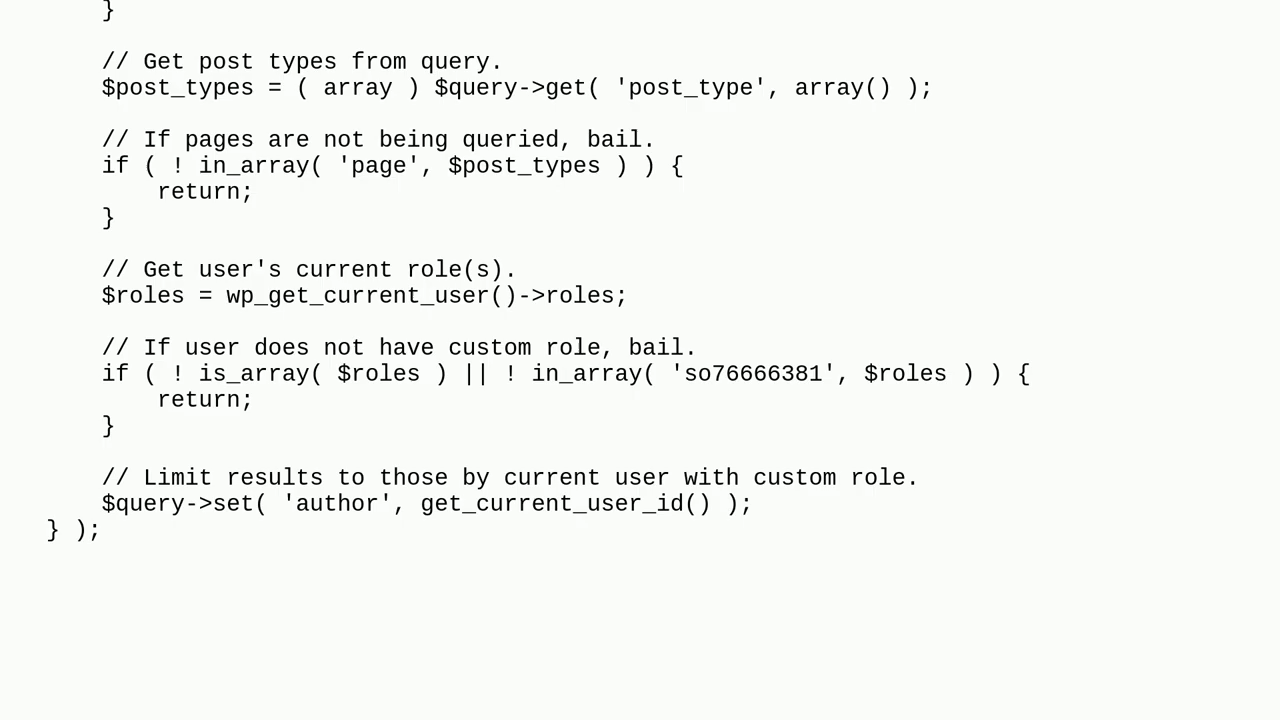 }
// Get post types from query.
$post_types = ( array ) $query->get( 'post_type', array() );
// If pages are not being queried, bail.
if ( ! in_array( 'page', $post_types ) ) {
return;
}
// Get user's current role(s).
$roles = wp_get_current_user()->roles;
// If user does not have custom role, bail.
if ( ! is_array( $roles ) || ! in_array( 'so76666381', $roles ) ) {
return;
}
// Limit results to those by current user with custom role.
$query->set( 'author', get_current_user_id() );
} );